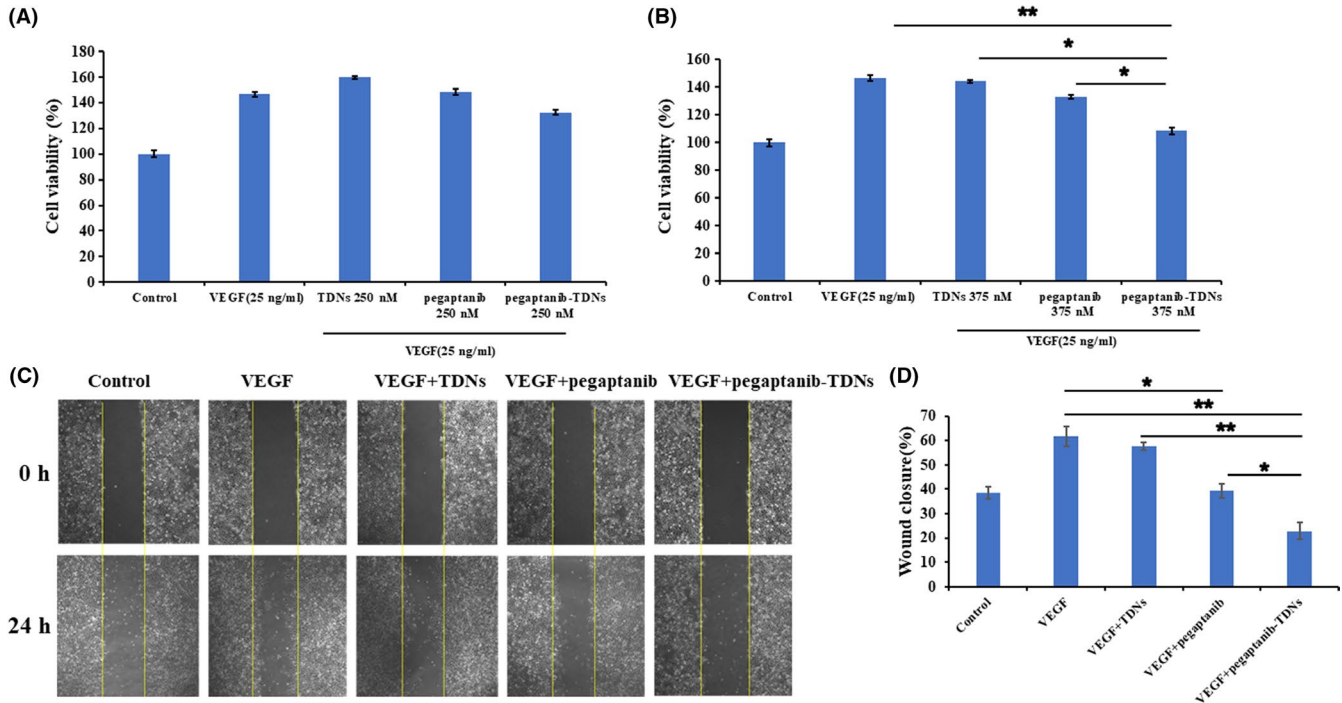 (A)
Cell viability (%)
180
160
140
120
100
80
60
40
20
0
Control
VEGF(25 ng/ml)
TDNs 250 nM
pegaptanib
250 nM
pegaptanib-TDNs
250 nM
VEGF(25 ng/ml)
(B)
**
*
*
Cell viability (%)
160
140
120
100
80
60
40
20
0
Control
VEGF(25 ng/ml)
TDNs 375 nM
pegaptanib
375 nM
pegaptanib-TDNs
375 nM
VEGF(25 ng/ml)
(C)
Control VEGF VEGF+TDNs VEGF+pegaptanib VEGF+pegaptanib-TDNs
0 h
24 h
(D)
*
**
**
*
Wound closure(%)
70
60
50
40
30
20
10
0
Control
VEGF
VEGF+TDNs
VEGF+pegaptanib
VEGF+pegaptanib-TDNs